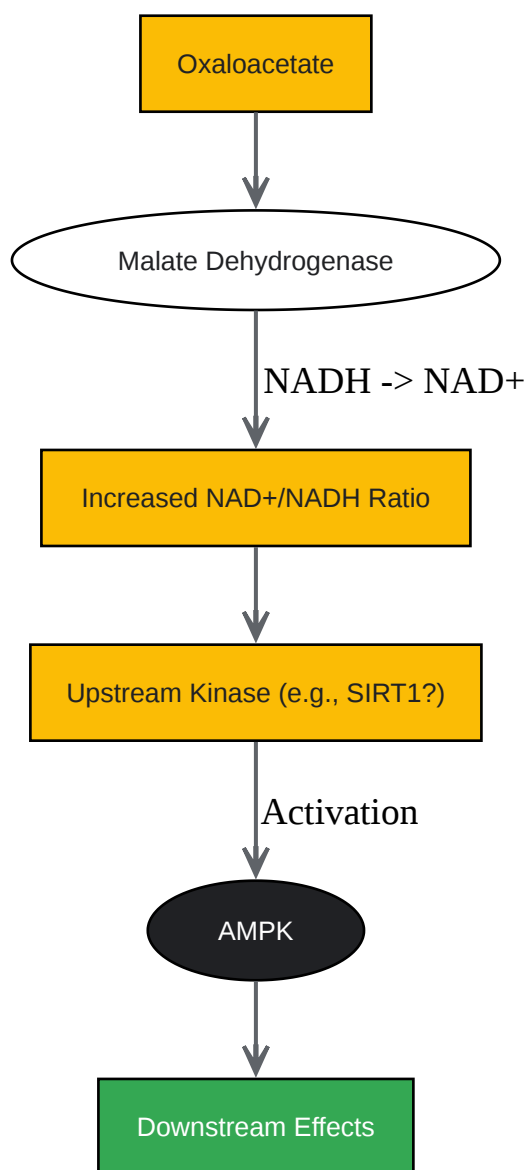 Oxaloacetate
Malate Dehydrogenase
NADH -> NAD+
Increased NAD+/NADH Ratio
Upstream Kinase (e.g., SIRT1?)
Activation
AMPK
Downstream Effects